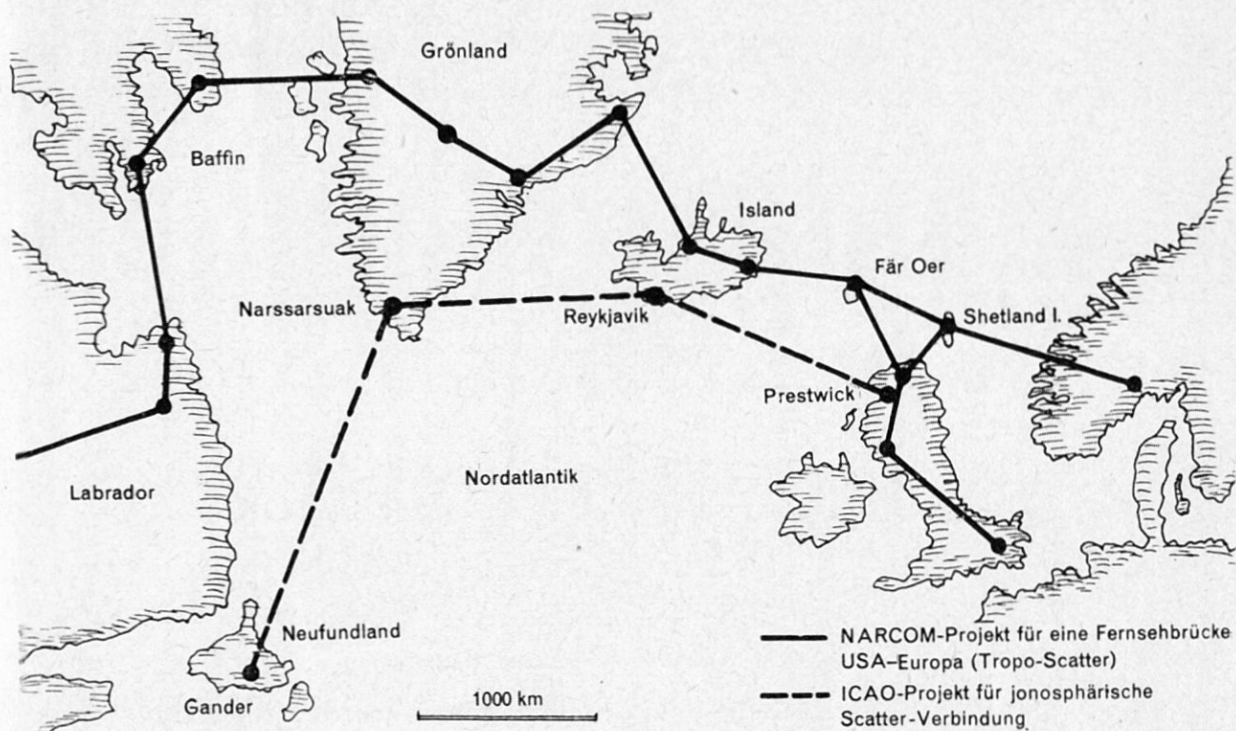 Grönland
Baffin
Island
Fär Oer
Narssarsuak
Reykjavik
Shetland I.
Prestwick
Labrador
Nordatlantik
Neufundland
Gander
1000 km
NARCOM-Projekt für eine Fernsehbrücke
USA–Europa (Tropo-Scatter)
ICAO-Projekt für jonosphärische
Scatter-Verbindung